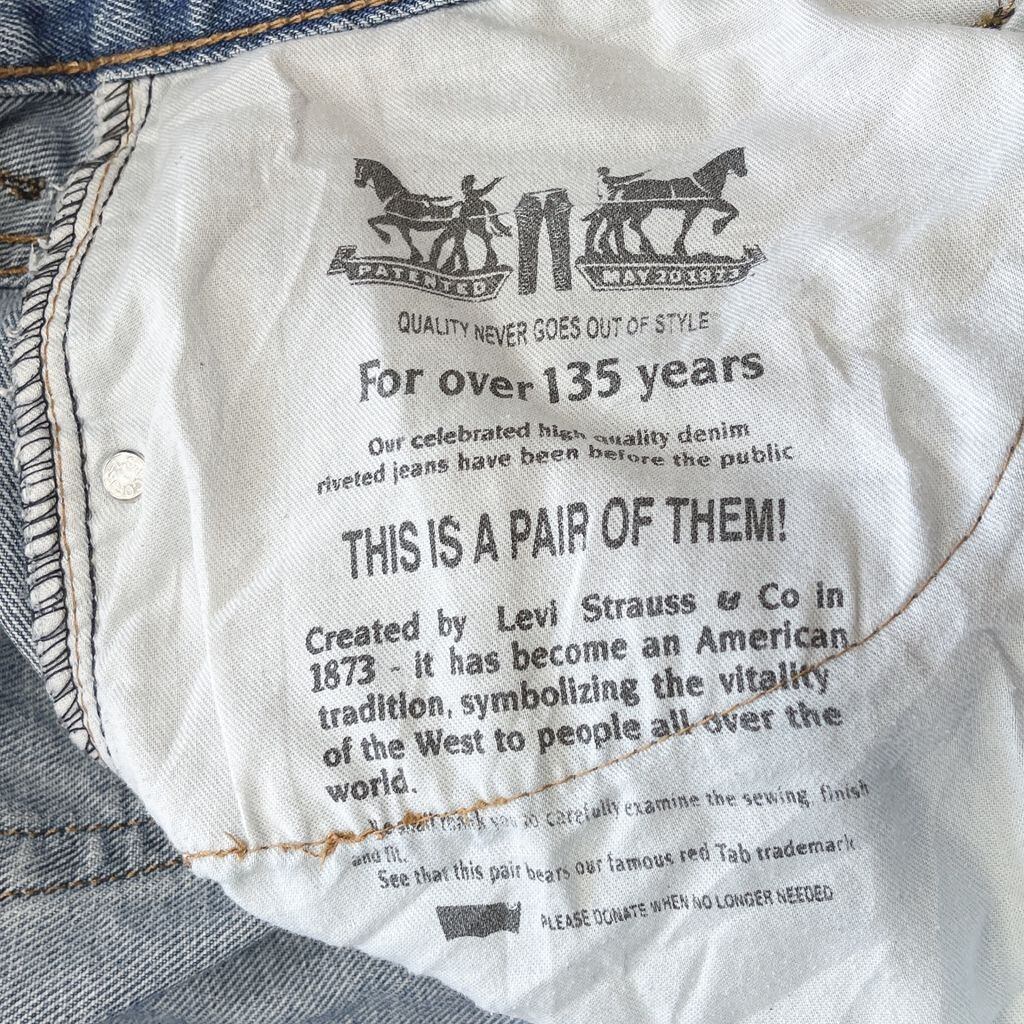 PATENTED MAY 20 1873
QUALITY NEVER GOES OUT OF STYLE
For over 135 years
Our celebrated high quality denim
riveted jeans have been before the public
THIS IS A PAIR OF THEM!
Created by Levi Strauss & Co in
1873 - it has become an American
tradition, symbolizing the vitality
of the West to people all over the
world.
you to carefully examine the sewing, finish
and fit.
See that this pair bears our famous red Tab trademark
PLEASE DONATE WHEN NO LONGER NEEDED